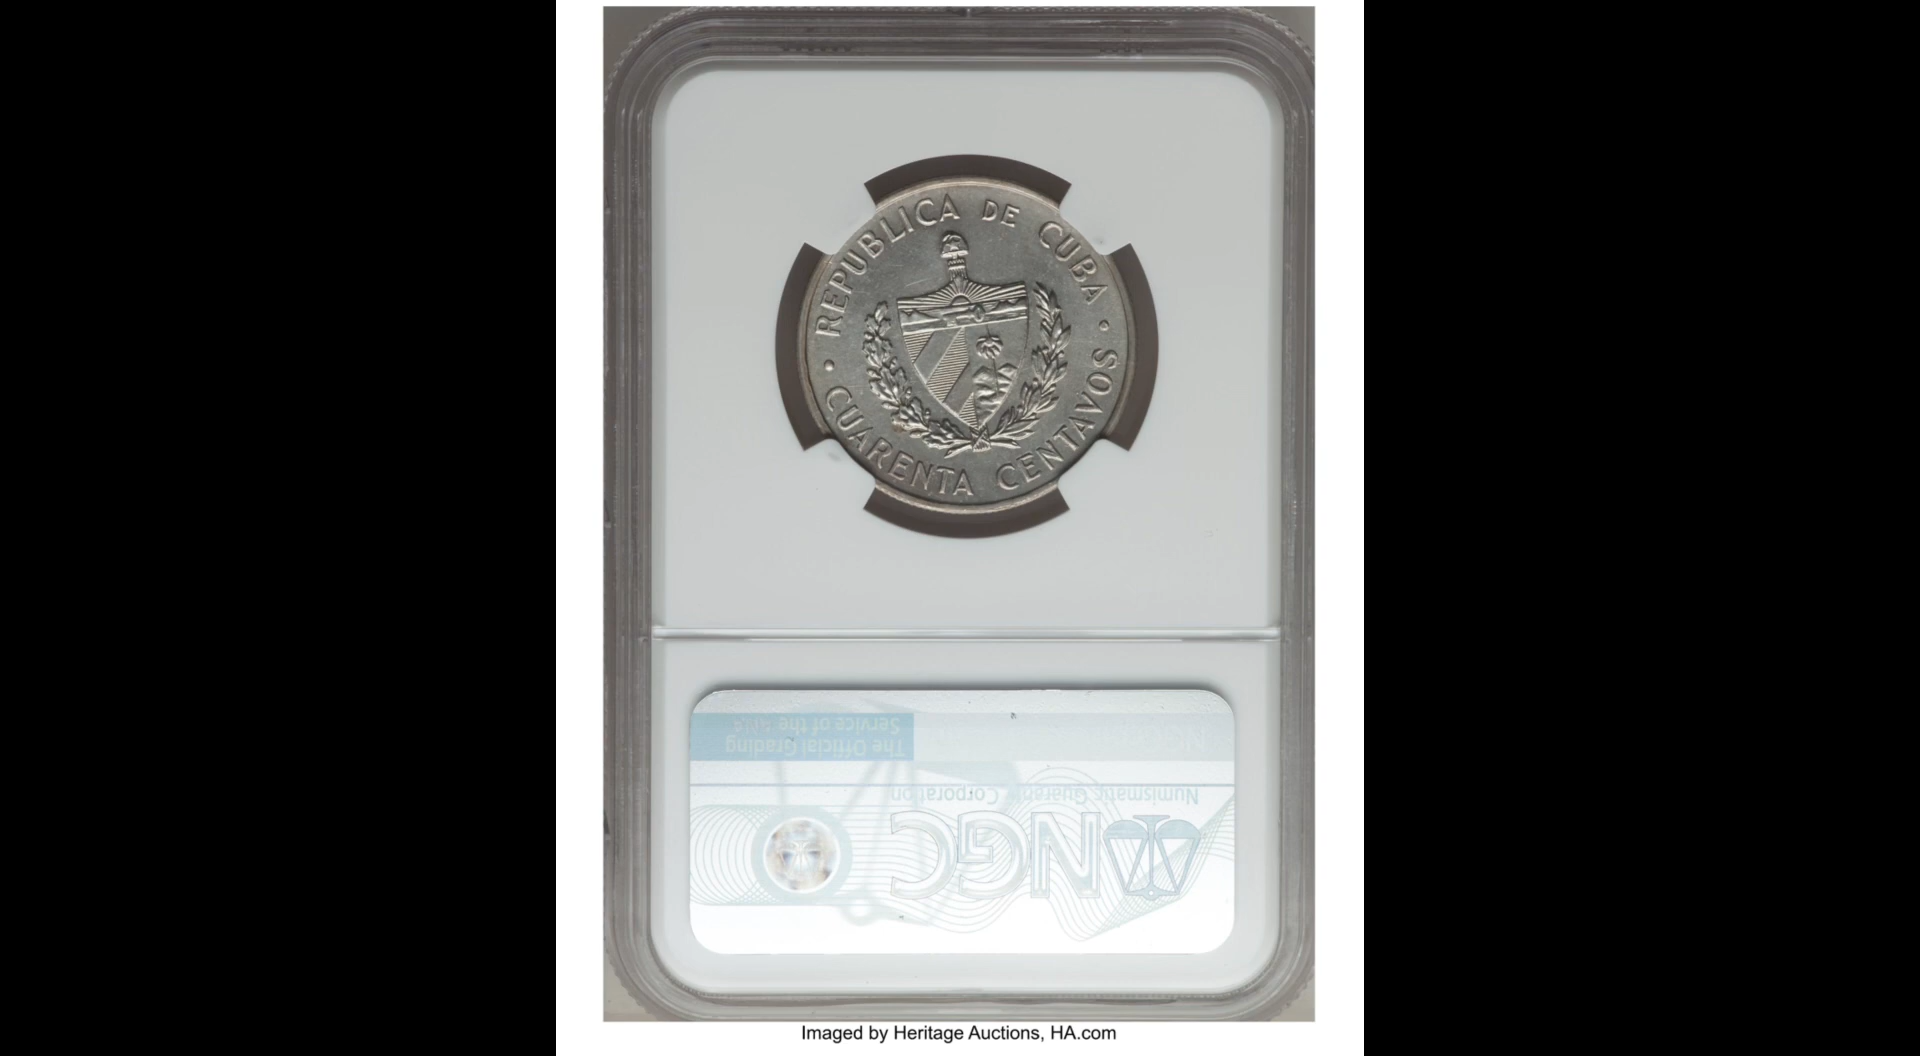 REPUBLICA DE CUBA
CUARENTA CENTAVOS
The Official Grading
Service of the ANA
Numismatic Guaranty Corporation
NGC
Imaged by Heritage Auctions, HA.com